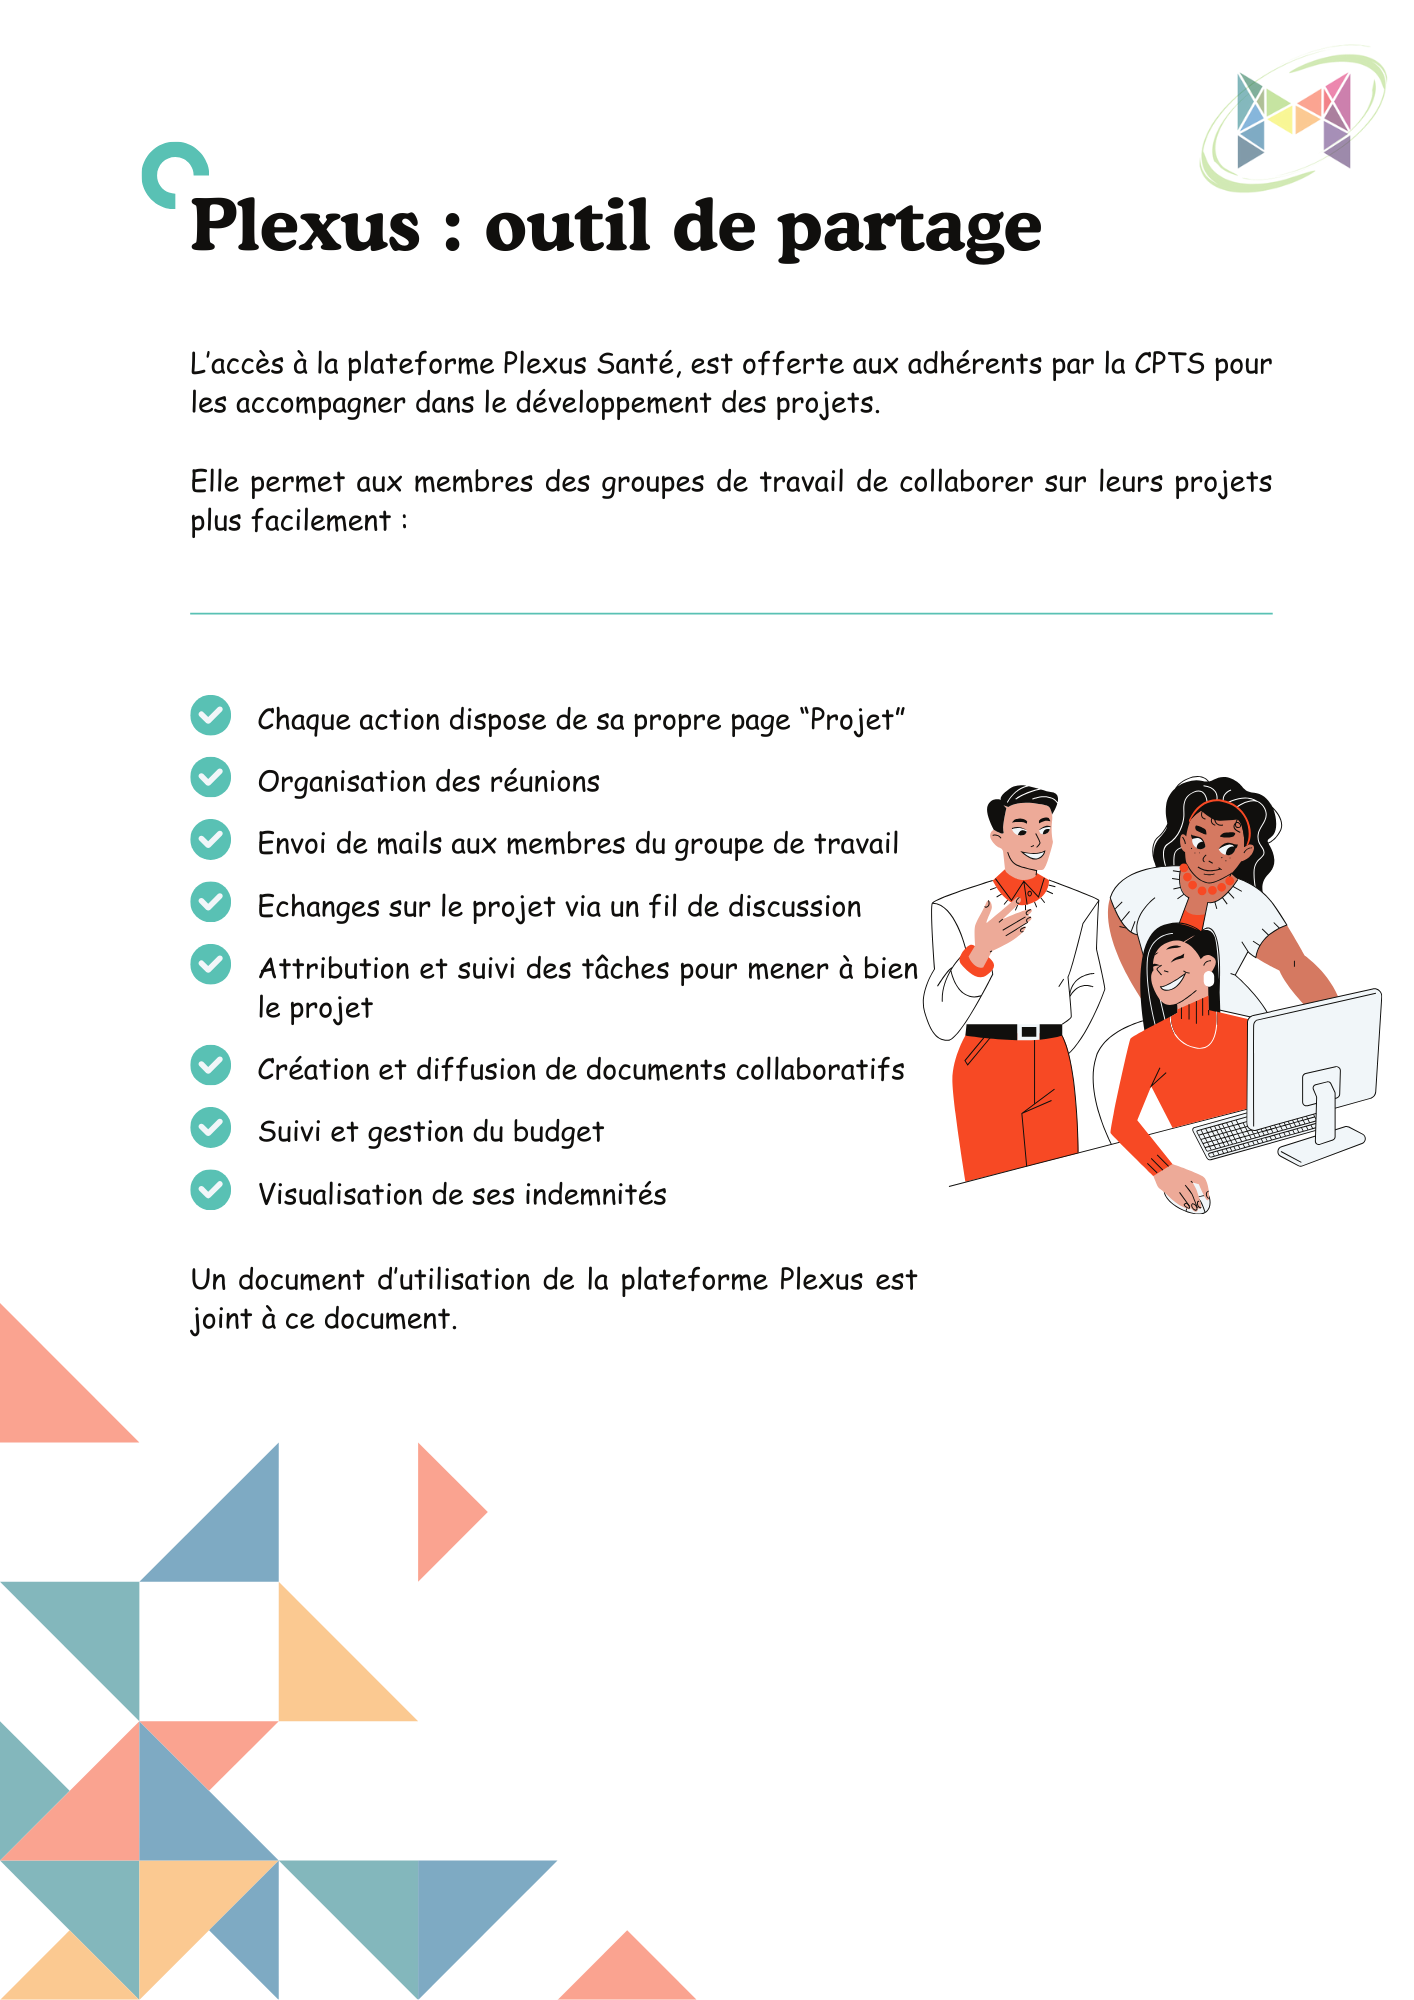 Plexus : outil de partage
L’accès à la plateforme Plexus Santé, est offerte aux adhérents par la CPTS pour
les accompagner dans le développement des projets.
Elle permet aux membres des groupes de travail de collaborer sur leurs projets
plus facilement :
Chaque action dispose de sa propre page “Projet”
Organisation des réunions
Envoi de mails aux membres du groupe de travail
Echanges sur le projet via un fil de discussion
Attribution et suivi des tâches pour mener à bien
le projet
Création et diffusion de documents collaboratifs
Suivi et gestion du budget
Visualisation de ses indemnités
Un document d’utilisation de la plateforme Plexus est
joint à ce document.